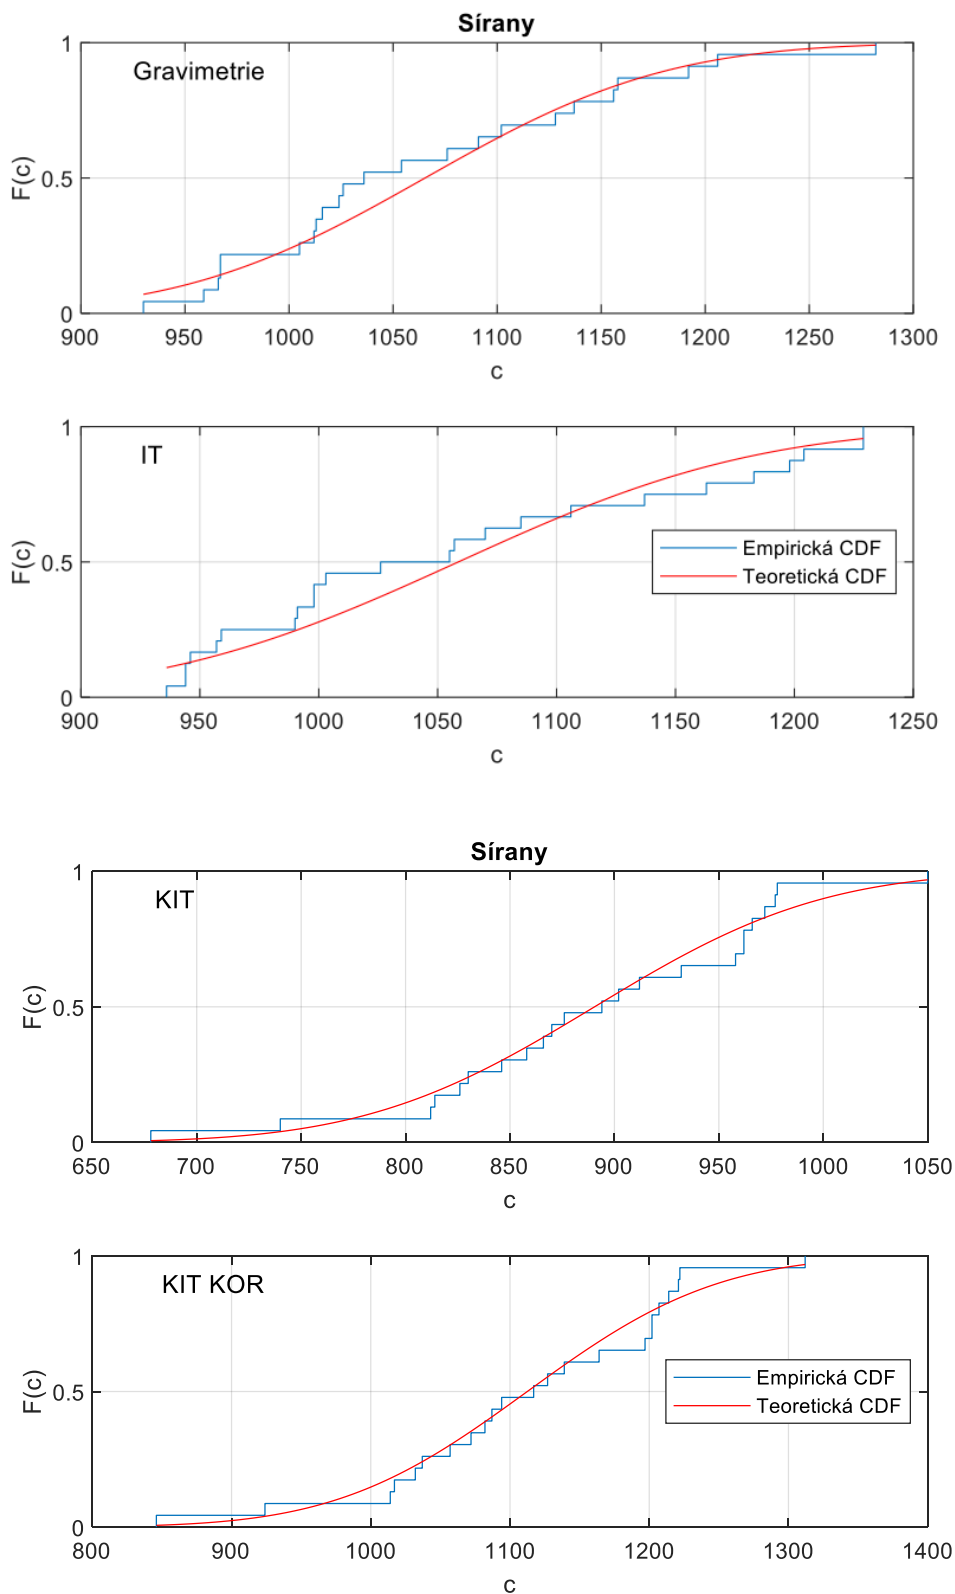 Sírany
Gravimetrie
1
0.5
0
F(c)
900 950 1000 1050 1100 1150 1200 1250 1300
c
IT
1
0.5
0
F(c)
Empirická CDF
Teoretická CDF
900 950 1000 1050 1100 1150 1200 1250
c
Sírany
KIT
1
0.5
0
F(c)
650 700 750 800 850 900 950 1000 1050
c
KIT KOR
1
0.5
0
F(c)
Empirická CDF
Teoretická CDF
800 900 1000 1100 1200 1300 1400
c